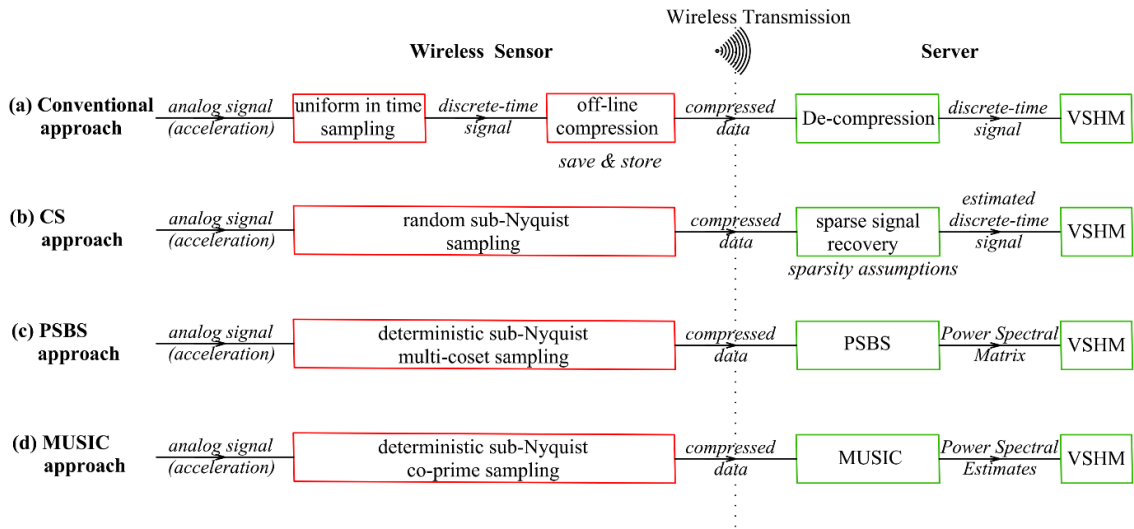 Wireless Transmission
Wireless Sensor
Server
(a) Conventional
approach
analog signal
(acceleration)
uniform in time
sampling
discrete-time
signal
off-line
compression
save & store
compressed
data
De-compression
discrete-time
signal
VSHM
(b) CS
approach
analog signal
(acceleration)
random sub-Nyquist
sampling
compressed
data
sparse signal
recovery
sparsity assumptions
estimated
discrete-time
signal
VSHM
(c) PSBS
approach
analog signal
(acceleration)
deterministic sub-Nyquist
multi-coset sampling
compressed
data
PSBS
Power Spectral
Matrix
VSHM
(d) MUSIC
approach
analog signal
(acceleration)
deterministic sub-Nyquist
co-prime sampling
compressed
data
MUSIC
Power Spectral
Estimates
VSHM